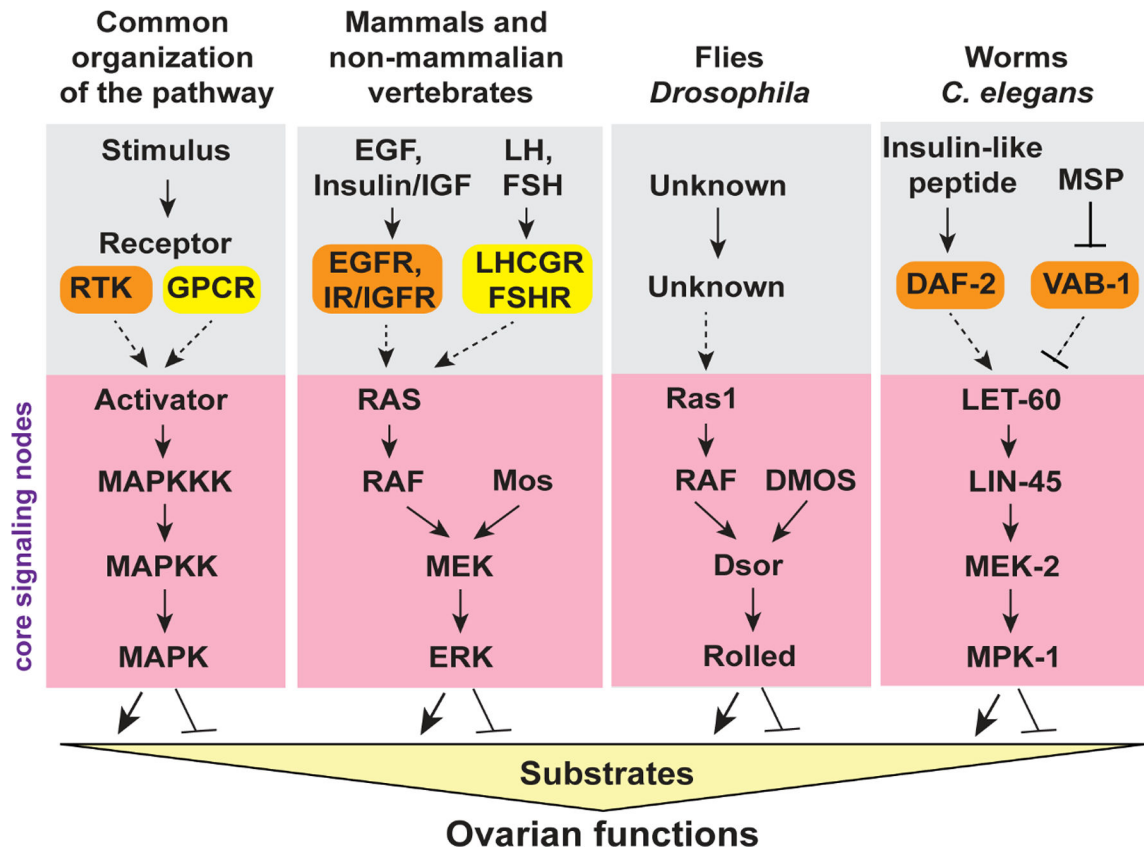 Common
organization
of the pathway
Stimulus
Receptor
RTK
GPCR
Activator
MAPKKK
MAPKK
MAPK
Mammals and
non-mammalian
vertebrates
EGF,
Insulin/IGF
LH,
FSH
EGFR,
IR/IGFR
LHCGR
FSHR
RAS
RAF
Mos
MEK
ERK
Flies
Drosophila
Unknown
Unknown
Ras1
RAF
DMOS
Dsor
Rolled
Worms
C. elegans
Insulin-like
peptide
MSP
DAF-2
VAB-1
LET-60
LIN-45
MEK-2
MPK-1
core signaling nodes
Substrates
Ovarian functions